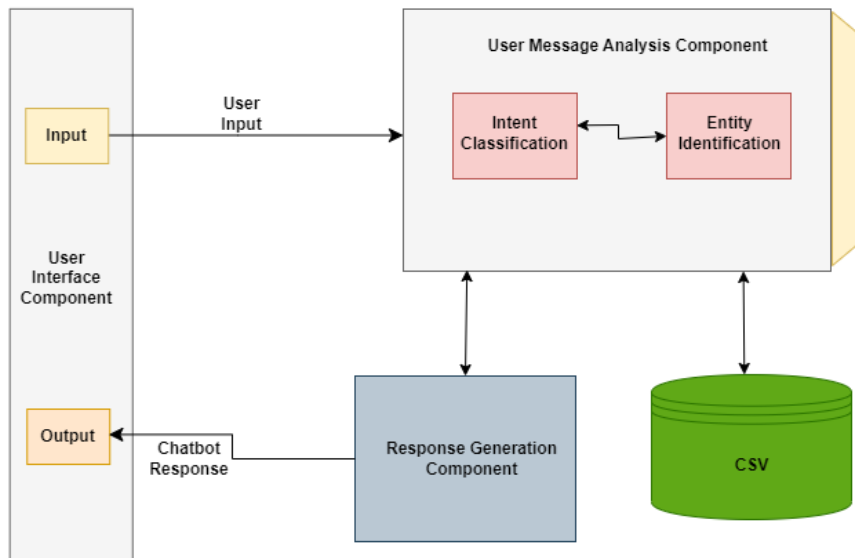 User Message Analysis Component
Input
User
Input
Intent
Classification
Entity
Identification
User
Interface
Component
Output
Chatbot
Response
Response Generation
Component
CSV